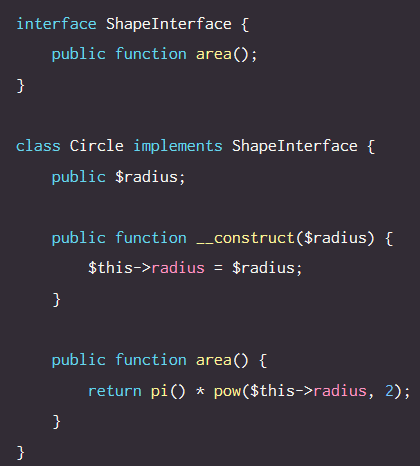 interface ShapeInterface {
    public function area();
}

class Circle implements ShapeInterface {
    public $radius;

    public function __construct($radius) {
        $this->radius = $radius;
    }

    public function area() {
        return pi() * pow($this->radius, 2);
    }
}